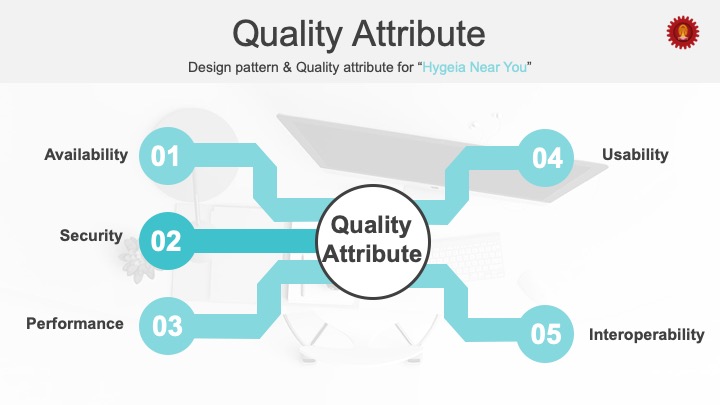 Quality Attribute
Design pattern & Quality attribute for “Hygeia Near You”
Availability
01
Security
02
Performance
03
Quality
Attribute
04
Usability
05
Interoperability